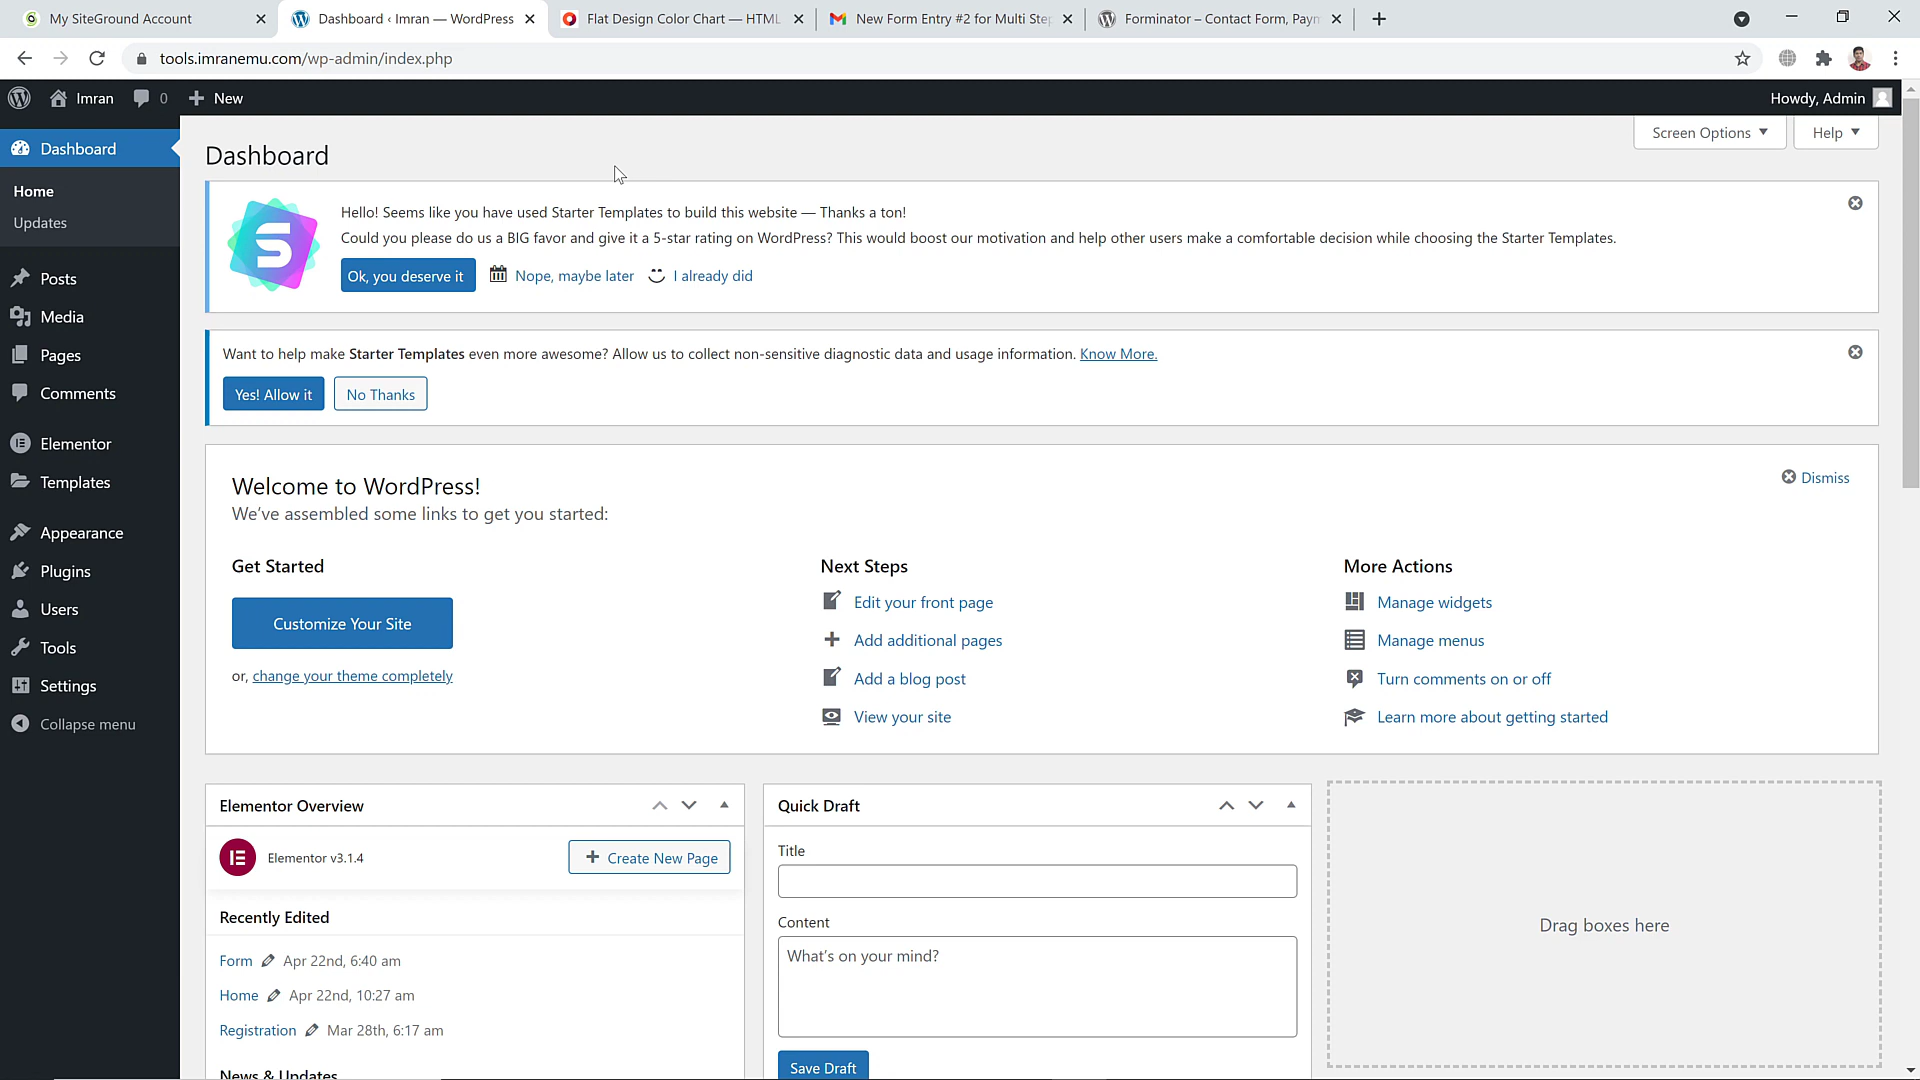 My SiteGround Account
Dashboard ‹ Imran — WordPress
Flat Design Color Chart — HTML
New Form Entry #2 for Multi Ste
Forminator – Contact Form, Paym
tools.imranemu.com/wp-admin/index.php
Imran
0
New
Howdy, Admin
Dashboard
Home
Updates
Posts
Media
Pages
Comments
Elementor
Templates
Appearance
Plugins
Users
Tools
Settings
Collapse menu
Screen Options
Help
Dashboard
Hello! Seems like you have used Starter Templates to build this website — Thanks a ton!
Could you please do us a BIG favor and give it a 5-star rating on WordPress? This would boost our motivation and help other users make a comfortable decision while choosing the Starter Templates.
Ok, you deserve it
Nope, maybe later
I already did
Want to help make Starter Templates even more awesome? Allow us to collect non-sensitive diagnostic data and usage information. Know More.
Yes! Allow it
No Thanks
Welcome to WordPress!
We've assembled some links to get you started:
Dismiss
Get Started
Customize Your Site
or, change your theme completely
Next Steps
Edit your front page
Add additional pages
Add a blog post
View your site
More Actions
Manage widgets
Manage menus
Turn comments on or off
Learn more about getting started
Elementor Overview
Elementor v3.1.4
Create New Page
Recently Edited
Form Apr 22nd, 6:40 am
Home Apr 22nd, 10:27 am
Registration Mar 28th, 6:17 am
News & Updates
Quick Draft
Title
Content
What's on your mind?
Save Draft
Drag boxes here